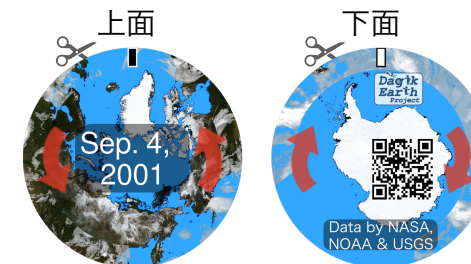 上面
下面
Sep. 4,
2001
Dagik
Earth
Project
Data by NASA,
NOAA & USGS